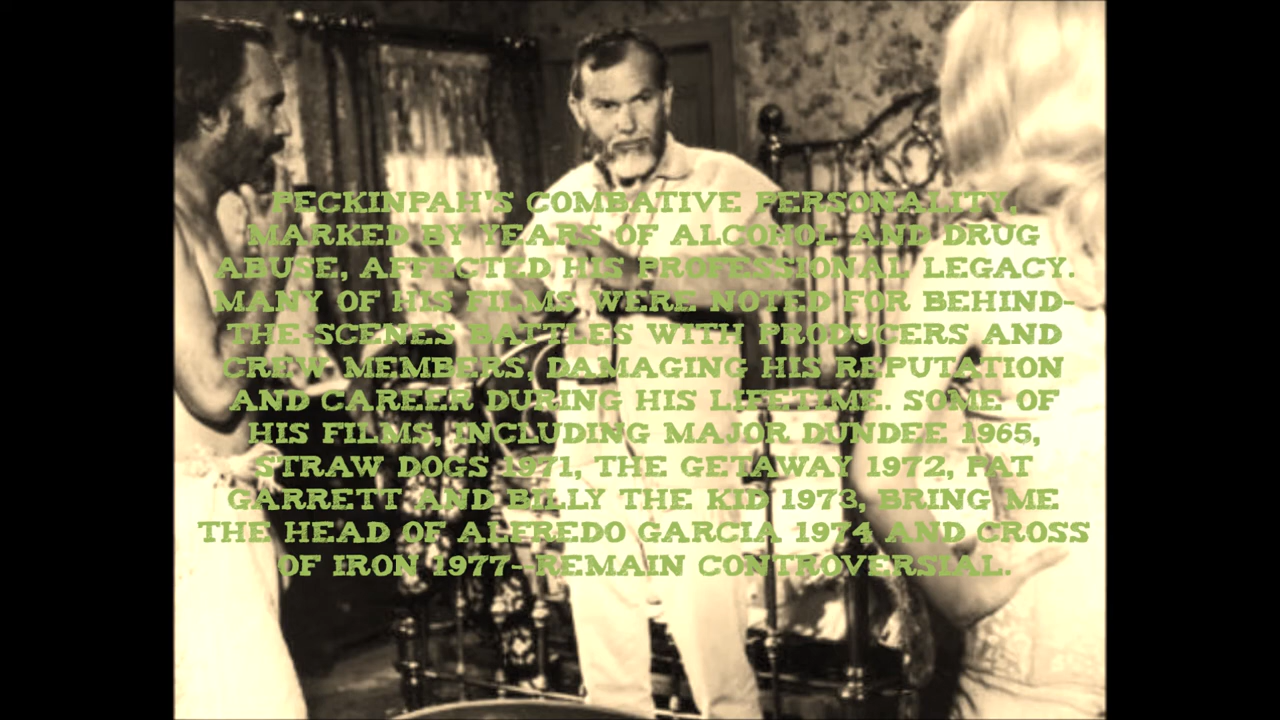 PECKINPAH'S COMBATIVE PERSONALITY,
MARKED BY YEARS OF ALCOHOL AND DRUG
ABUSE, AFFECTED HIS PROFESSIONAL LEGACY.
MANY OF HIS FILMS WERE NOTED FOR BEHIND-
THE-SCENES BATTLES WITH PRODUCERS AND
CREW MEMBERS, DAMAGING HIS REPUTATION
AND CAREER DURING HIS LIFETIME. SOME OF
HIS FILMS, INCLUDING MAJOR DUNDEE 1965,
STRAW DOGS 1971, THE GETAWAY 1972, PAT
GARRETT AND BILLY THE KID 1973, BRING ME
THE HEAD OF ALFREDO GARCIA 1974 AND CROSS
OF IRON 1977- REMAIN CONTROVERSIAL.